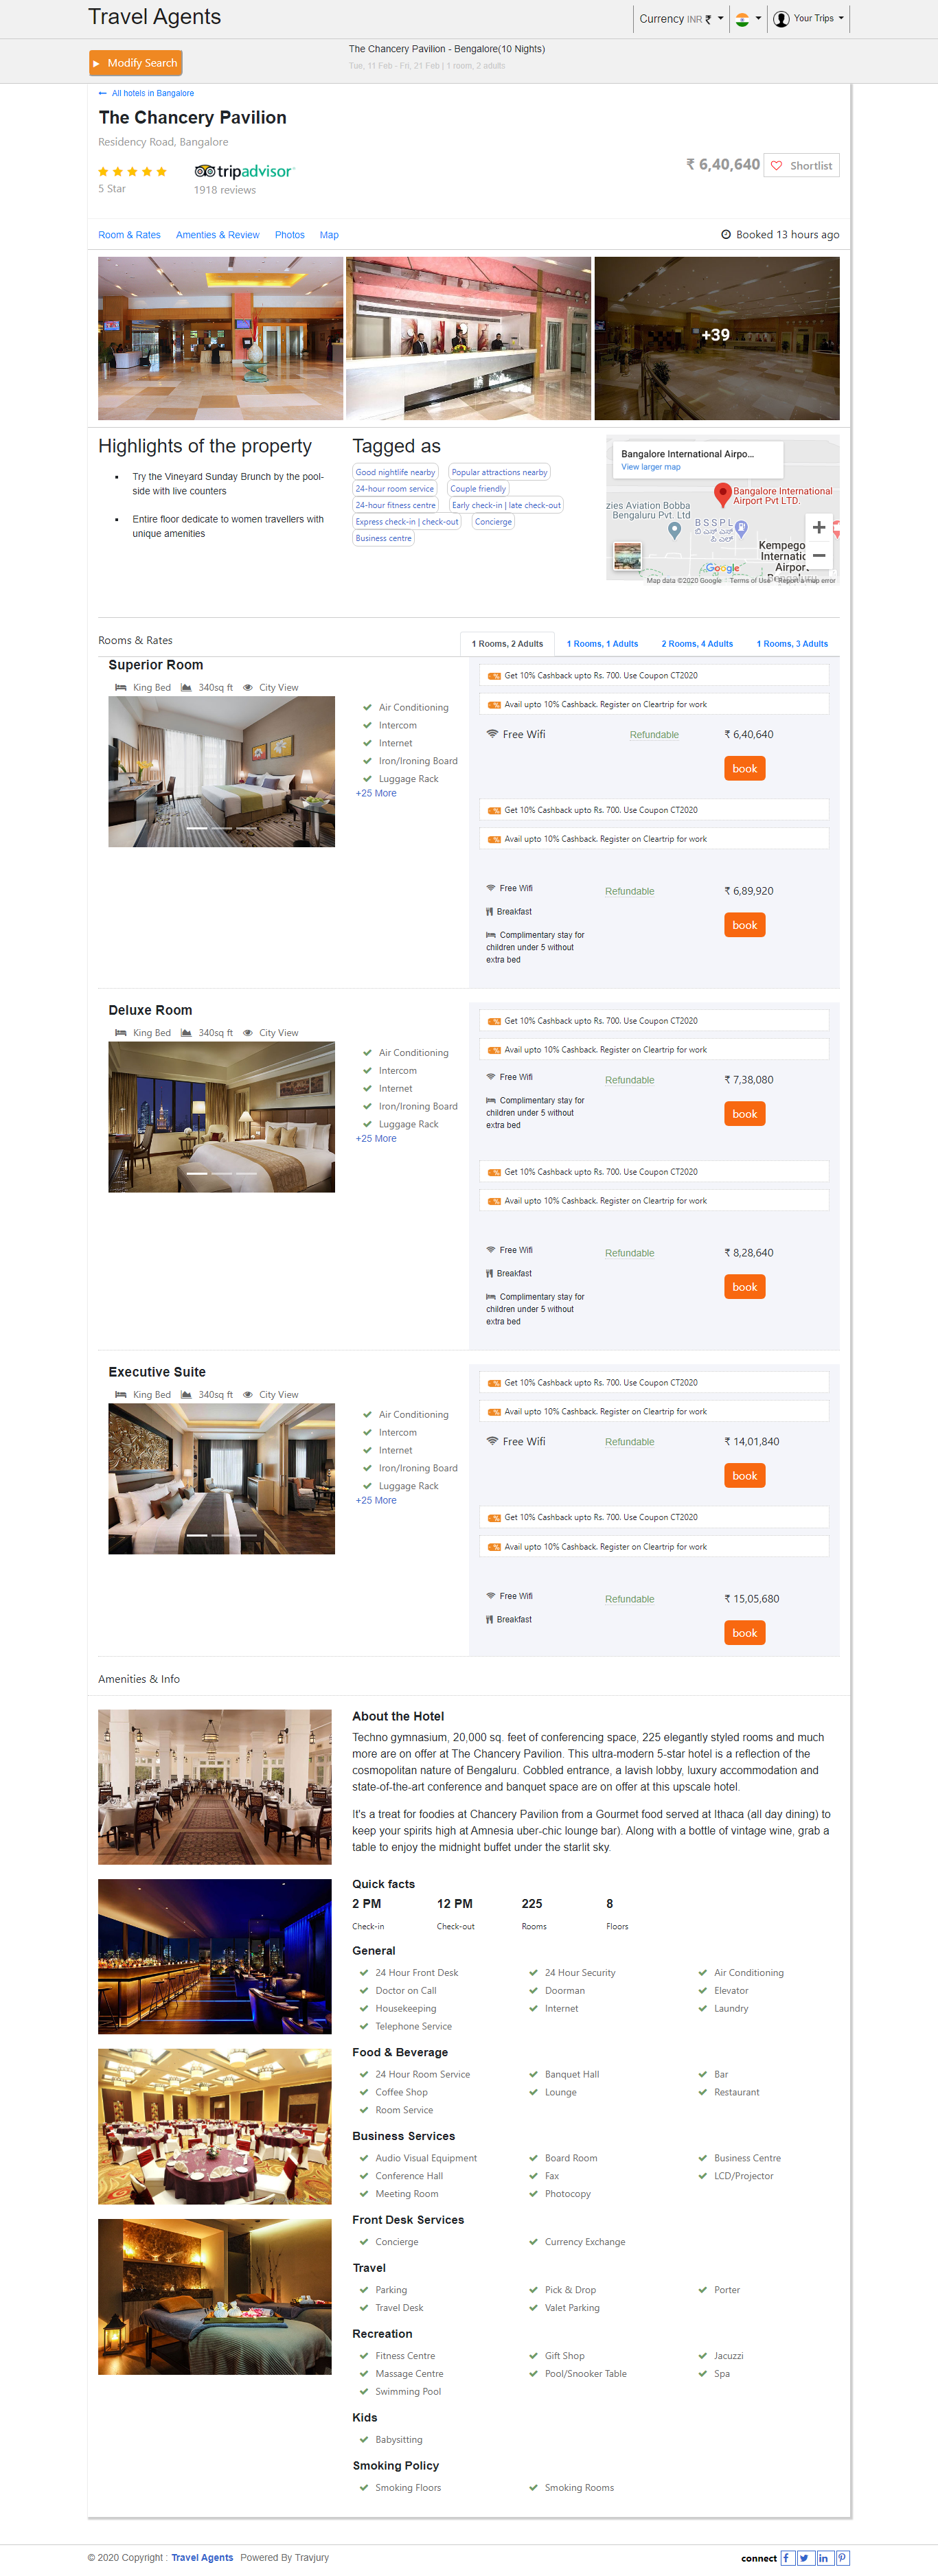 Travel Agents
Currency INR ₹
Your Trips
Modify Search
The Chancery Pavilion - Bengalore(10 Nights)
Tue, 11 Feb - Fri, 21 Feb | 1 room, 2 adults
All hotels in Bangalore
The Chancery Pavilion
Residency Road, Bangalore
tripadvisor
₹ 6,40,640
Shortlist
5 Star
1918 reviews
Room & Rates
Amenties & Review
Photos
Map
Booked 13 hours ago
+39
Highlights of the property
Try the Vineyard Sunday Brunch by the pool-
side with live counters
Entire floor dedicate to women travellers with
unique amenities
Tagged as
Good nightlife nearby
Popular attractions nearby
24-hour room service
Couple friendly
24-hour fitness centre
Early check-in | late check-out
Express check-in | check-out
Concierge
Business centre
Bangalore International Airpo...
View larger map
Bangalore International
Airport Pvt LTD.
zies Aviation Bobba
Bengaluru Pvt. Ltd
B S S P L
ಬಿ ಎಸ್ ಎಸ್
ಪಿ ಎಲ್
Kempego
Internatic
Airport
Google
Map data ©2020 Google
Terms of Use
Report a map error
Rooms & Rates
1 Rooms, 2 Adults
1 Rooms, 1 Adults
2 Rooms, 4 Adults
1 Rooms, 3 Adults
Superior Room
King Bed
340sq ft
City View
Air Conditioning
Intercom
Internet
Iron/Ironing Board
Luggage Rack
+25 More
Get 10% Cashback upto Rs. 700. Use Coupon CT2020
Avail upto 10% Cashback. Register on Cleartrip for work
Free Wifi
Refundable
₹ 6,40,640
book
Get 10% Cashback upto Rs. 700. Use Coupon CT2020
Avail upto 10% Cashback. Register on Cleartrip for work
Free Wifi
Refundable
₹ 6,89,920
Breakfast
book
Complimentary stay for
children under 5 without
extra bed
Deluxe Room
King Bed
340sq ft
City View
Air Conditioning
Intercom
Internet
Iron/Ironing Board
Luggage Rack
+25 More
Get 10% Cashback upto Rs. 700. Use Coupon CT2020
Avail upto 10% Cashback. Register on Cleartrip for work
Free Wifi
Refundable
₹ 7,38,080
Complimentary stay for
children under 5 without
extra bed
book
Get 10% Cashback upto Rs. 700. Use Coupon CT2020
Avail upto 10% Cashback. Register on Cleartrip for work
Free Wifi
Refundable
₹ 8,28,640
Breakfast
book
Complimentary stay for
children under 5 without
extra bed
Executive Suite
King Bed
340sq ft
City View
Air Conditioning
Intercom
Internet
Iron/Ironing Board
Luggage Rack
+25 More
Get 10% Cashback upto Rs. 700. Use Coupon CT2020
Avail upto 10% Cashback. Register on Cleartrip for work
Free Wifi
Refundable
₹ 14,01,840
book
Get 10% Cashback upto Rs. 700. Use Coupon CT2020
Avail upto 10% Cashback. Register on Cleartrip for work
Free Wifi
Refundable
₹ 15,05,680
Breakfast
book
Amenities & Info
About the Hotel
Techno gymnasium, 20,000 sq. feet of conferencing space, 225 elegantly styled rooms and much
more are on offer at The Chancery Pavilion. This ultra-modern 5-star hotel is a reflection of the
cosmopolitan nature of Bengaluru. Cobbled entrance, a lavish lobby, luxury accommodation and
state-of-the-art conference and banquet space are on offer at this upscale hotel.
It's a treat for foodies at Chancery Pavilion from a Gourmet food served at Ithaca (all day dining) to
keep your spirits high at Amnesia uber-chic lounge bar). Along with a bottle of vintage wine, grab a
table to enjoy the midnight buffet under the starlit sky.
Quick facts
2 PM
12 PM
225
8
Check-in
Check-out
Rooms
Floors
General
24 Hour Front Desk
24 Hour Security
Air Conditioning
Doctor on Call
Doorman
Elevator
Housekeeping
Internet
Laundry
Telephone Service
Food & Beverage
24 Hour Room Service
Banquet Hall
Bar
Coffee Shop
Lounge
Restaurant
Room Service
Business Services
Audio Visual Equipment
Board Room
Business Centre
Conference Hall
Fax
LCD/Projector
Meeting Room
Photocopy
Front Desk Services
Concierge
Currency Exchange
Travel
Parking
Pick & Drop
Porter
Travel Desk
Valet Parking
Recreation
Fitness Centre
Gift Shop
Jacuzzi
Massage Centre
Pool/Snooker Table
Spa
Swimming Pool
Kids
Babysitting
Smoking Policy
Smoking Floors
Smoking Rooms
© 2020 Copyright : Travel Agents Power By Travjury
connect